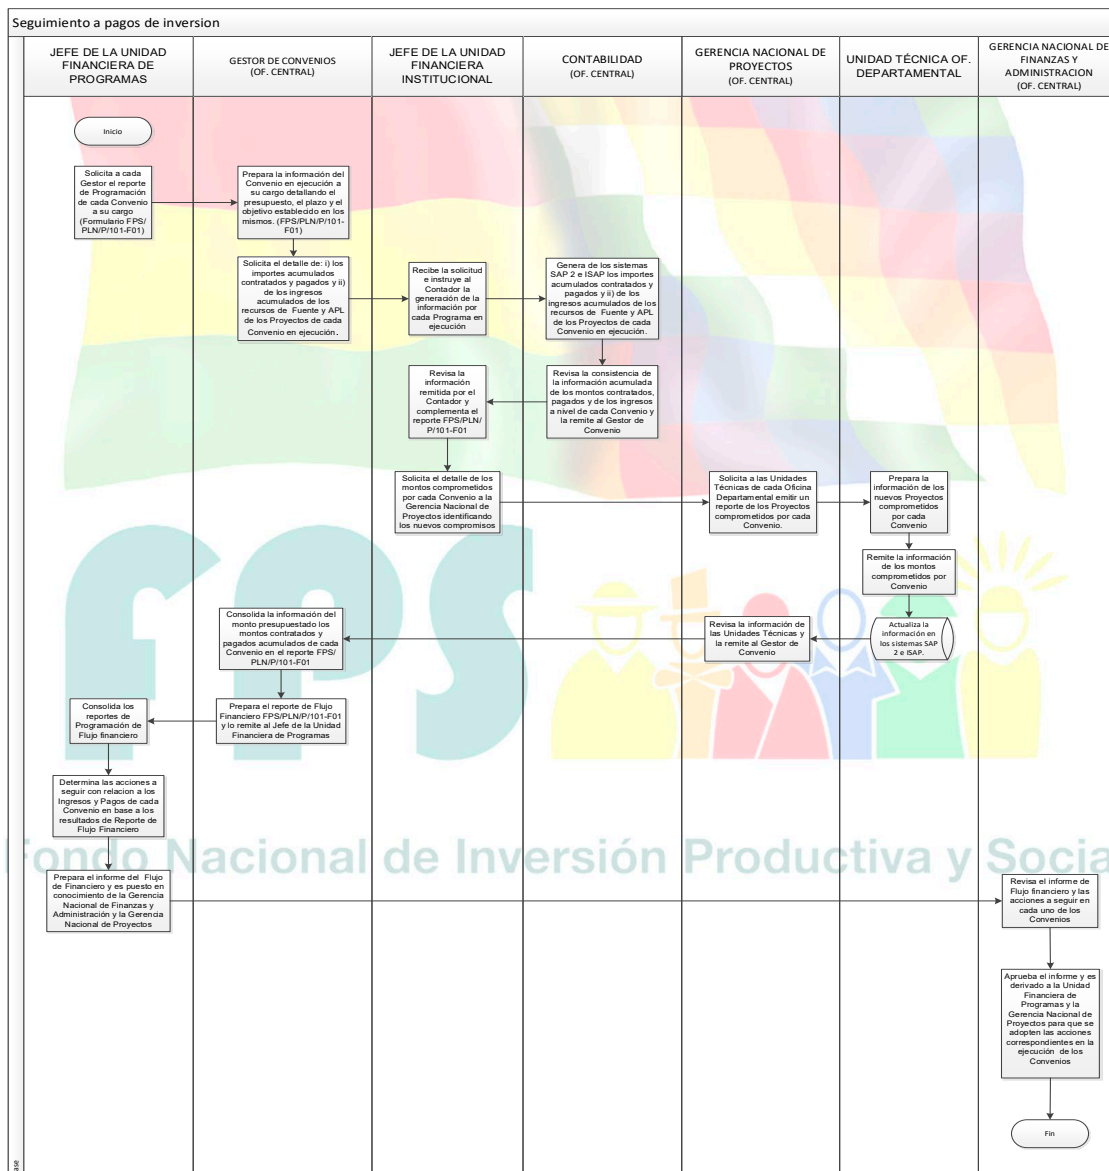 Seguimiento a pagos de inversion
JEFE DE LA UNIDAD
FINANCIERA DE
PROGRAMAS
GESTOR DE CONVENIOS
(OF. CENTRAL)
JEFE DE LA UNIDAD
FINANCIERA
INSTITUCIONAL
CONTABILIDAD
(OF. CENTRAL)
GERENCIA NACIONAL DE
PROYECTOS
(OF. CENTRAL)
UNIDAD TÉCNICA OF.
DEPARTAMENTAL
GERENCIA NACIONAL DE
FINANZAS Y
ADMINISTRACION
(OF. CENTRAL)
Inicio
Solicita a cada
Gestor el reporte
de Programación
de cada Convenio
a su cargo
(Formulario FPS/
PLN/P/101-F01)
Prepara la información del
Convenio en ejecución a
su cargo detallando el
presupuesto, el plazo y el
objetivo establecido en los
mismos. (FPS/PLN/P/101-
F01)
Solicita el detalle de: i) los
importes acumulados
contratados y pagados y ii)
de los ingresos
acumulados de los
recursos de Fuente y APL
de los Proyectos de cada
Convenio en ejecución.
Recibe la solicitud
e instruye al
Contador la
generación de la
información por
cada Programa en
ejecución
Genera de los sistemas
SAP 2 e ISAP los importes
acumulados contratados y
pagados y ii) de los
ingresos acumulados de los
recursos de Fuente y APL
de los Proyectos de cada
Convenio en ejecución.
Revisa la
información
remitida por el
Contador y
complementa el
reporte FPS/PLN/
P/101-F01
Revisa la consistencia de
la información acumulada
de los montos contratados,
pagados y de los ingresos
a nivel de cada Convenio y
la remite al Gestor de
Convenio
Solicita el detalle de los
montos comprometidos
por cada Convenio a la
Gerencia Nacional de
Proyectos identificando
los nuevos compromisos
Solicita a las Unidades
Técnicas de cada Oficina
Departamental emitir un
reporte de los Proyectos
comprometidos por cada
Convenio.
Prepara la
información de los
nuevos Proyectos
comprometidos
por cada
Convenio
Remite la información
de los montos
comprometidos por
Convenio
Actualiza la
información en
los sistemas SAP
2 e ISAP.
Revisa la información de
las Unidades Técnicas y
la remite al Gestor de
Convenio
Consolida la información del
monto presupuestado los
montos contratados y
pagados acumulados de cada
Convenio en el reporte FPS/
PLN/P/101-F01
Prepara el reporte de Flujo
Financiero FPS/PLN/P/101-F01
y lo remite al Jefe de la Unidad
Financiera de Programas
Consolida los
reportes de
Programación de
Flujo financiero
Determina las acciones a
seguir con relacion a los
Ingresos y Pagos de cada
Convenio en base a los
resultados de Reporte de
Flujo Financiero
Prepara el informe del Flujo
de Financiero y es puesto en
conocimiento de la Gerencia
Nacional de Finanzas y
Administración y la Gerencia
Nacional de Proyectos
Revisa el informe de
Flujo financiero y las
acciones a seguir en
cada uno de los
Convenios
Aprueba el informe y es
derivado a la Unidad
Financiera de
Programas y la
Gerencia Nacional de
Proyectos para que se
adopten las acciones
correspondientes en la
ejecución de los
Convenios
Fin
FPS
Fondo Nacional de Inversión Productiva y Socia
ase